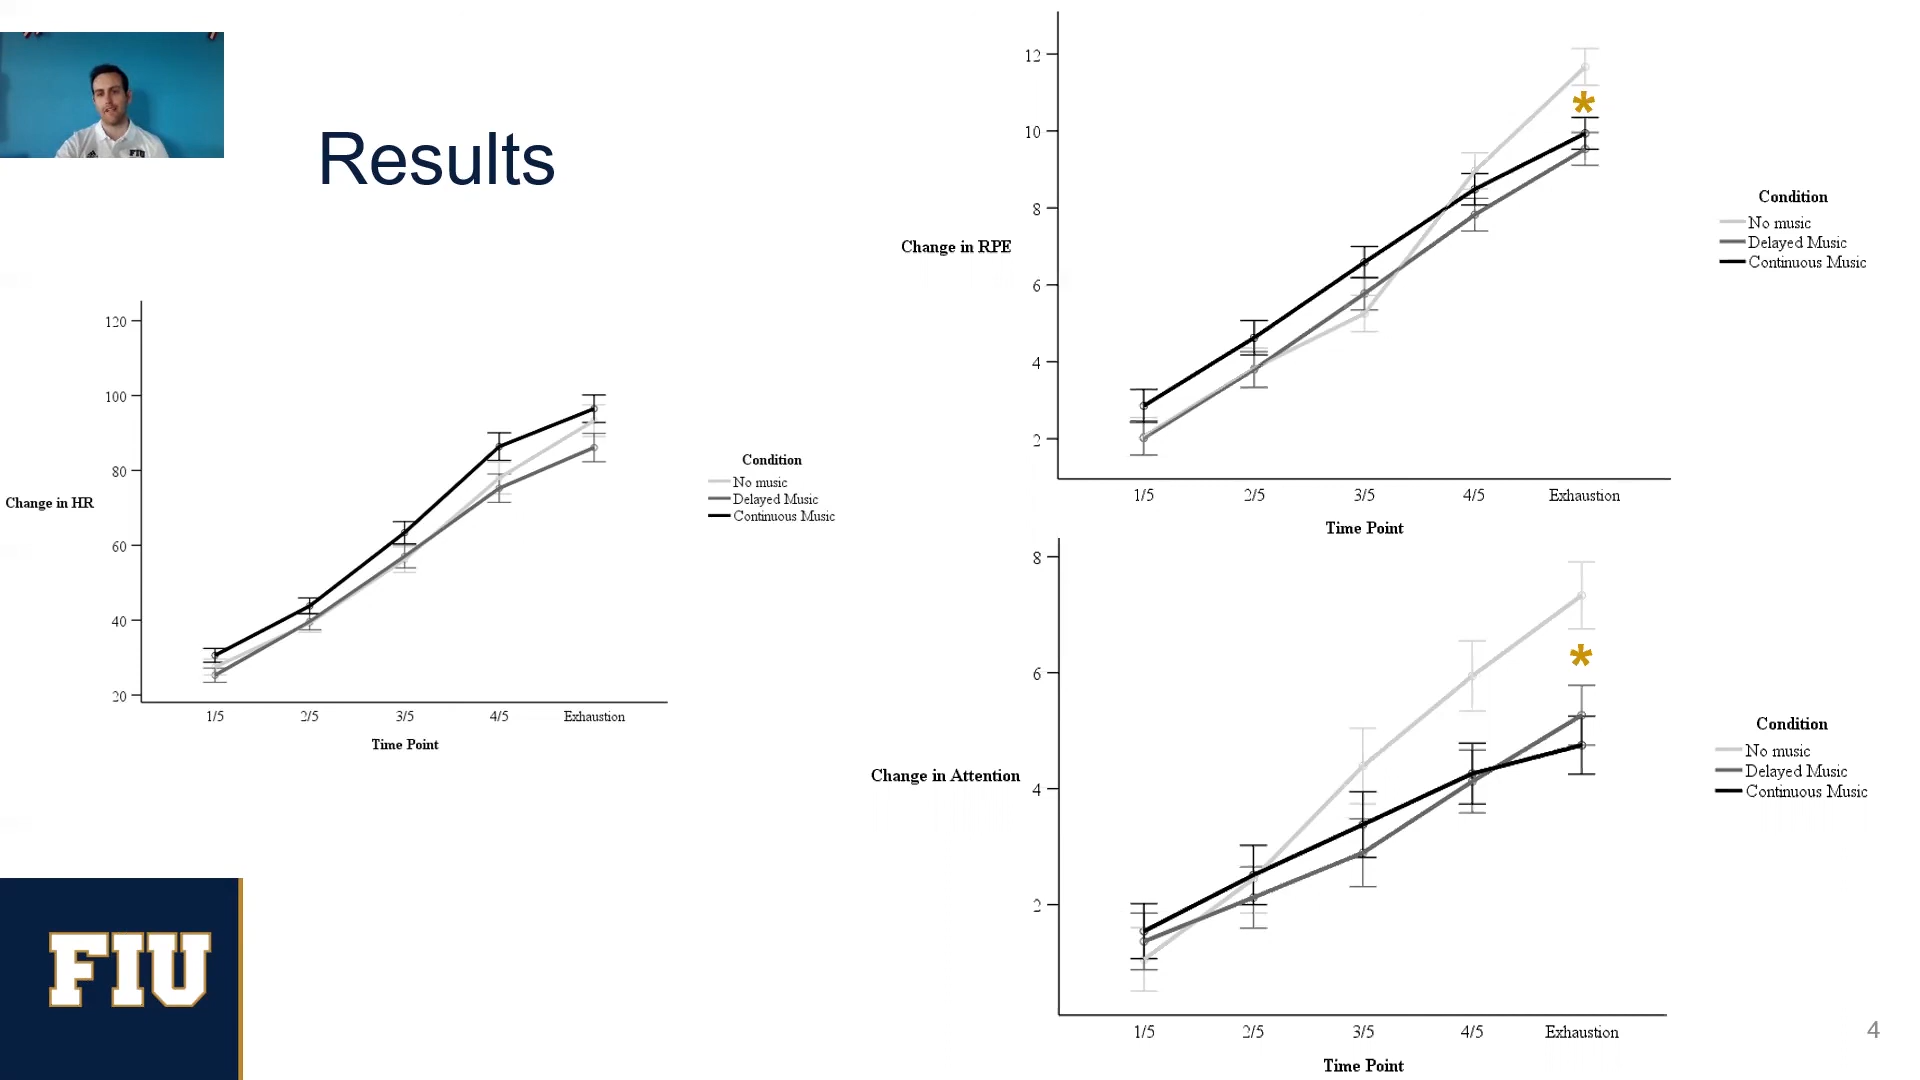 FIU
Results
120
100
80
60
40
20
Change in HR
1/5 2/5 3/5 4/5 Exhaustion
Time Point
Condition
No music
Delayed Music
Continuous Music
12
10
8
6
4
2
Change in RPE
*
1/5 2/5 3/5 4/5 Exhaustion
Time Point
Condition
No music
Delayed Music
Continuous Music
8
6
4
2
Change in Attention
*
1/5 2/5 3/5 4/5 Exhaustion
Time Point
Condition
No music
Delayed Music
Continuous Music
FIU
4